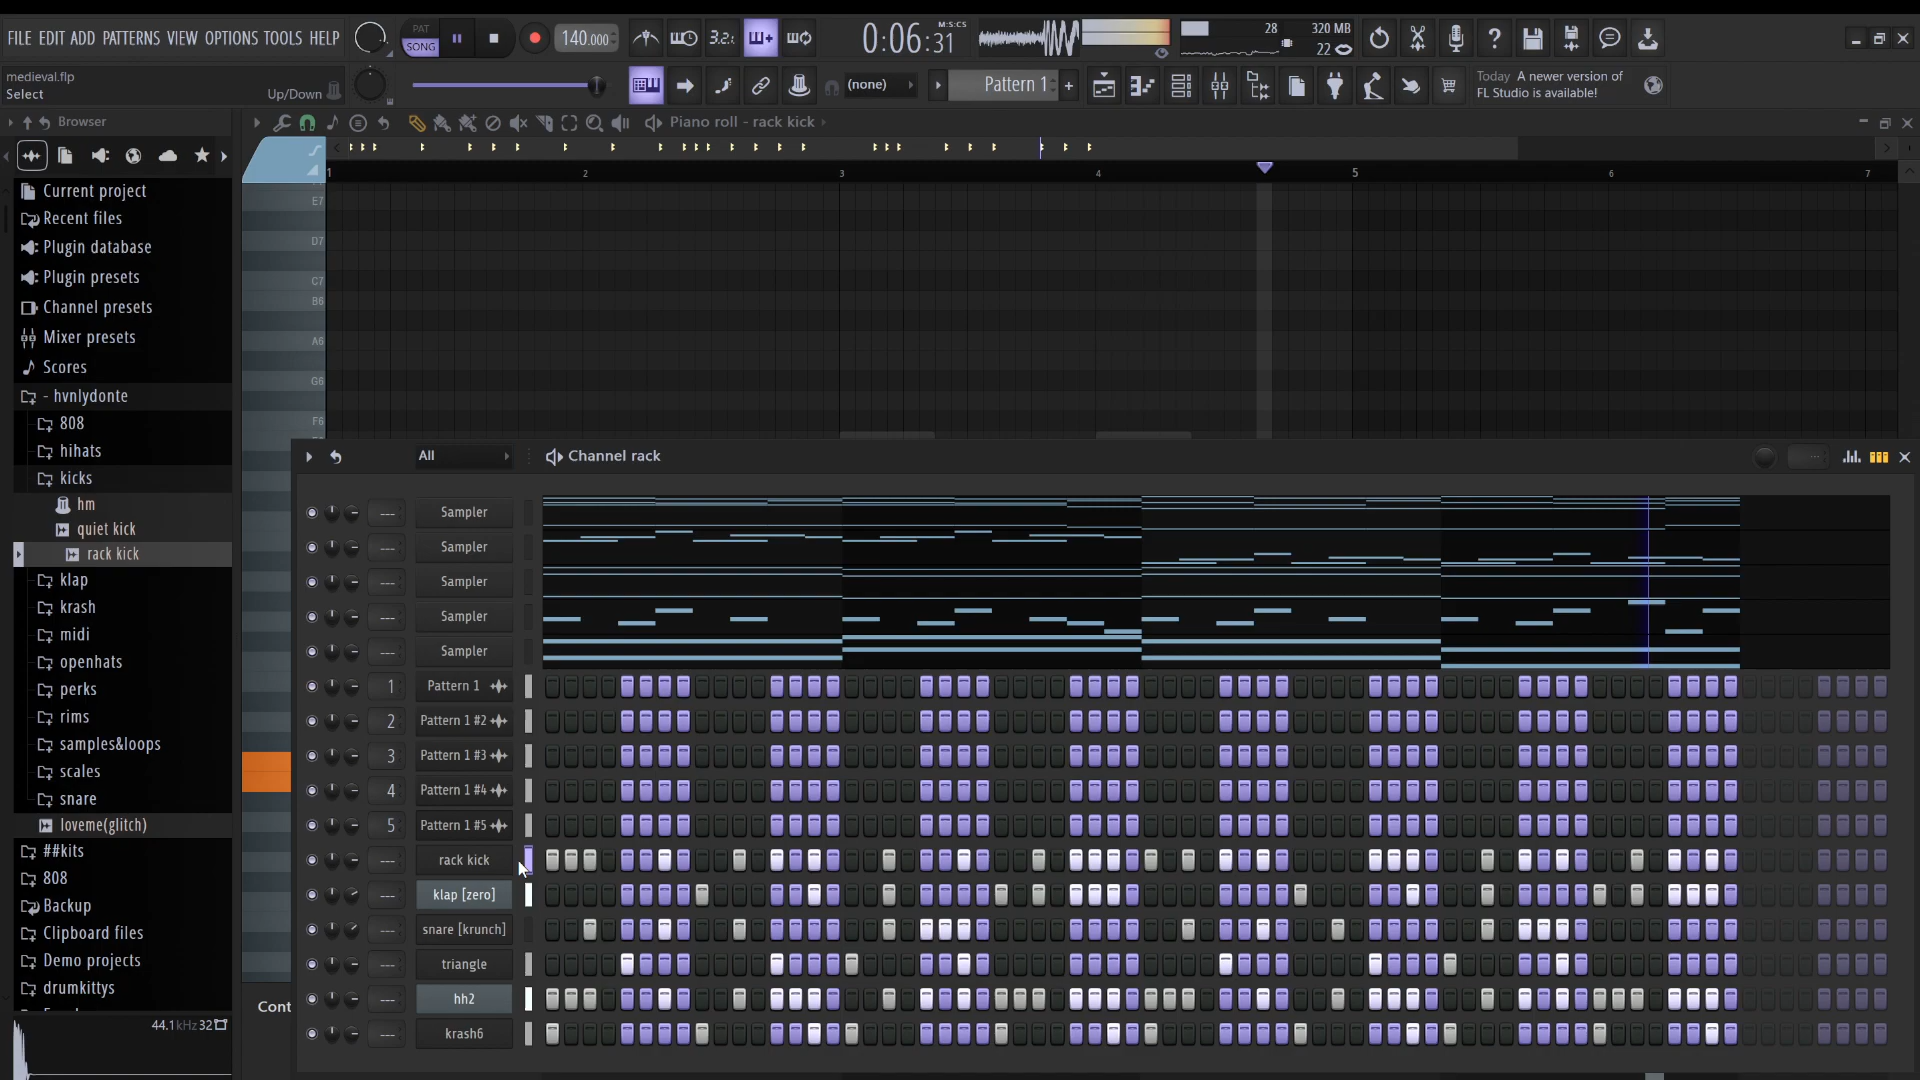 FILE EDIT ADD PATTERNS VIEW OPTIONS TOOLS HELP
PAT
SONG
140.000
3.2
0:06:31
M:S:CS
28
320 MB
22
medieval.flp
Select
Up/Down
(none)
Pattern 1
+
Today A newer version of
FL Studio is available!
Browser
Piano roll - rack kick
1 2 3 4 5 6 7
Current project
Recent files
Plugin database
Plugin presets
Channel presets
Mixer presets
Scores
- hvnlydonte
808
hihats
kicks
hm
quiet kick
rack kick
klap
krash
midi
openhats
perks
rims
samples&loops
scales
snare
loveme(glitch)
##kits
808
Backup
Clipboard files
Demo projects
drumkittys
44.1kHz 32
E7
D7
C7
B6
A6
G6
F6
Cont
All
Channel rack
--- Sampler
--- Sampler
--- Sampler
--- Sampler
--- Sampler
1 Pattern 1
2 Pattern 1 #2
3 Pattern 1 #3
4 Pattern 1 #4
5 Pattern 1 #5
--- rack kick
--- klap [zero]
--- snare [krunch]
--- triangle
--- hh2
--- krash6